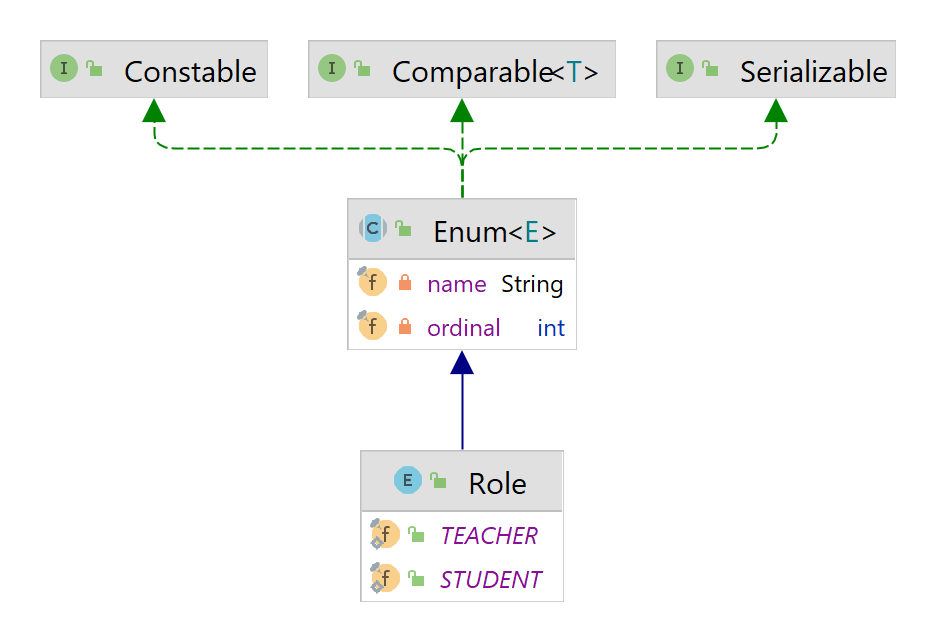 I Constable
I Comparable<T>
I Serializable
C Enum<E>
f name String
f ordinal int
E Role
f TEACHER
f STUDENT